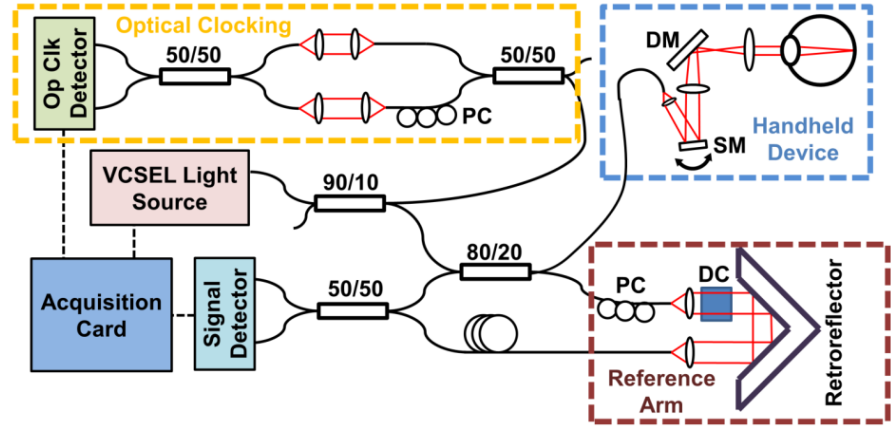 Optical Clocking
Op Clk
Detector
50/50
50/50
PC
DM
SM
Handheld
Device
VCSEL Light
Source
90/10
80/20
Acquisition
Card
Signal
Detector
50/50
PC
DC
Retroreflector
Reference
Arm